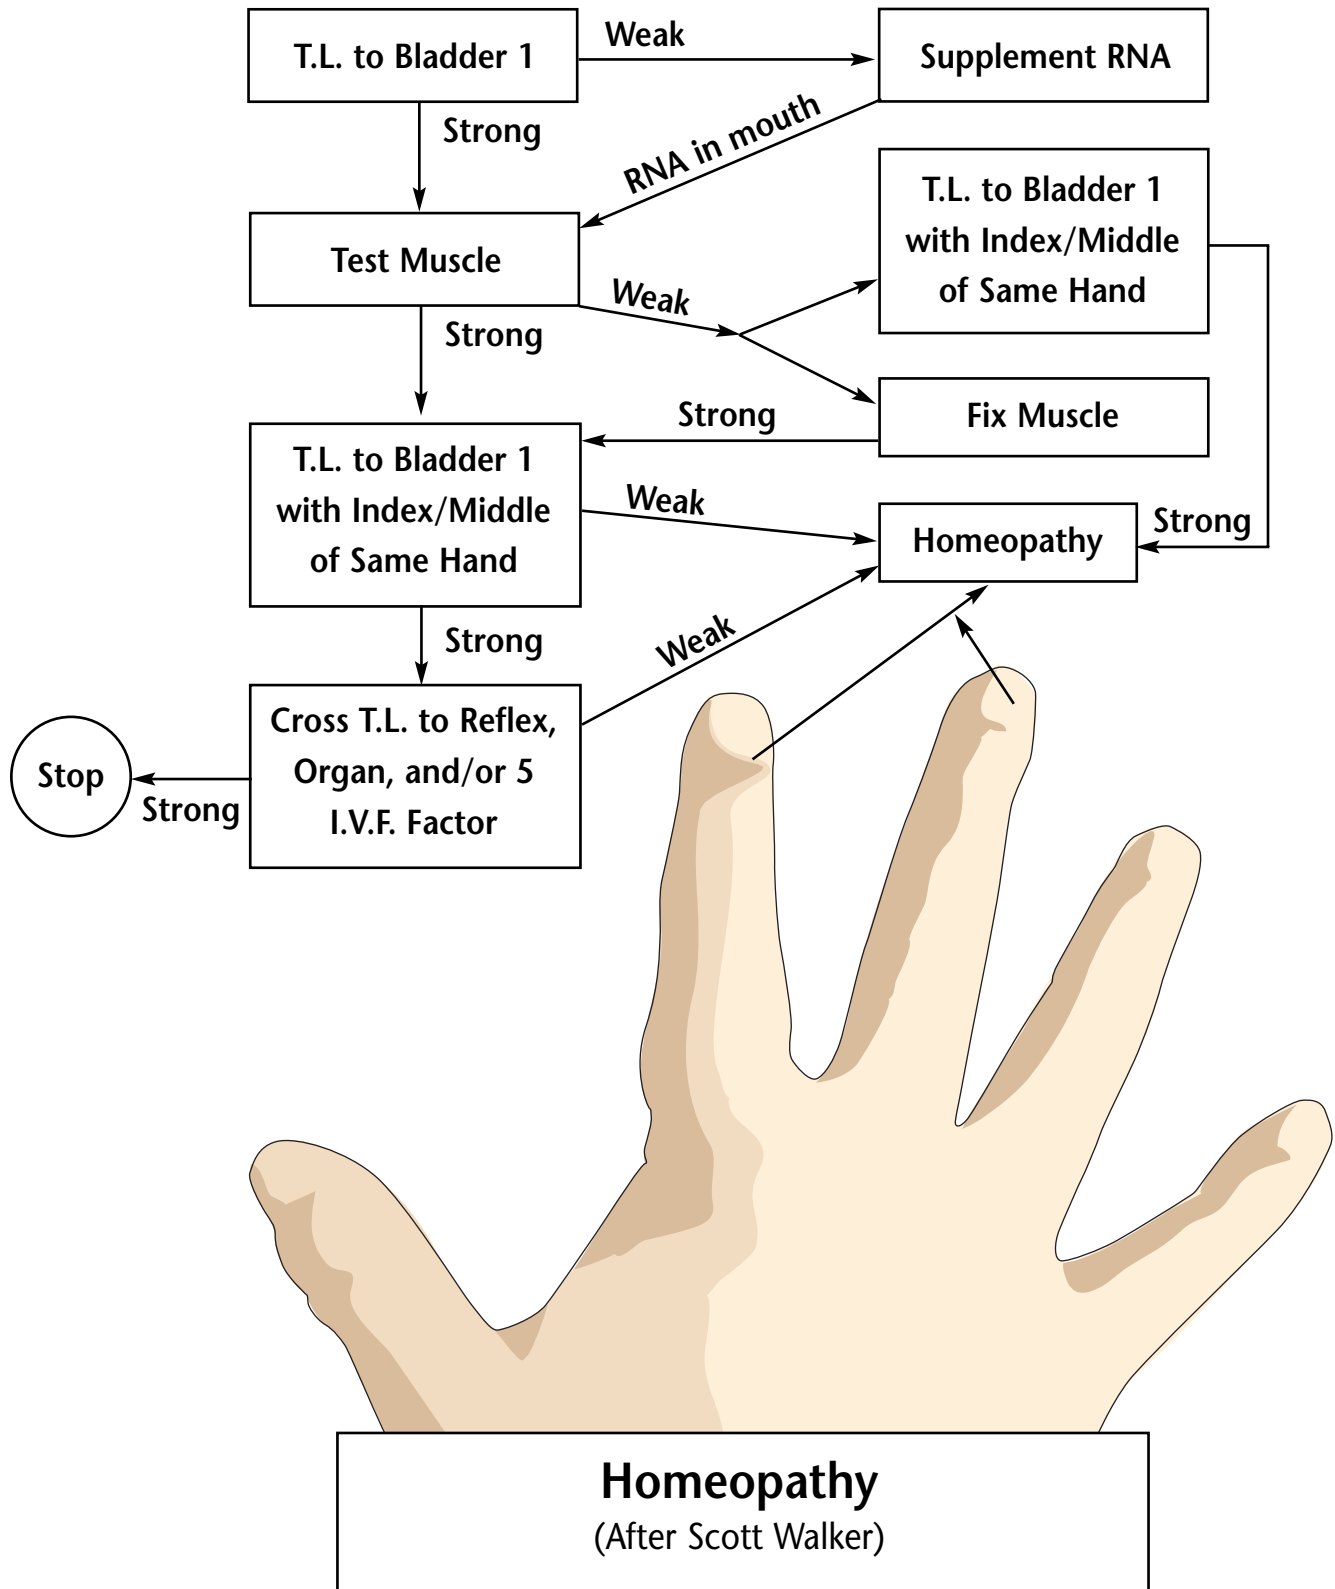 T.L. to Bladder 1
Weak
Supplement RNA
Strong
RNA in mouth
T.L. to Bladder 1
with Index/Middle
of Same Hand
Test Muscle
Weak
Strong
Fix Muscle
Strong
T.L. to Bladder 1
with Index/Middle
of Same Hand
Weak
Homeopathy
Strong
Strong
Weak
Cross T.L. to Reflex,
Organ, and/or 5
I.V.F. Factor
Stop
Strong
Homeopathy
(After Scott Walker)